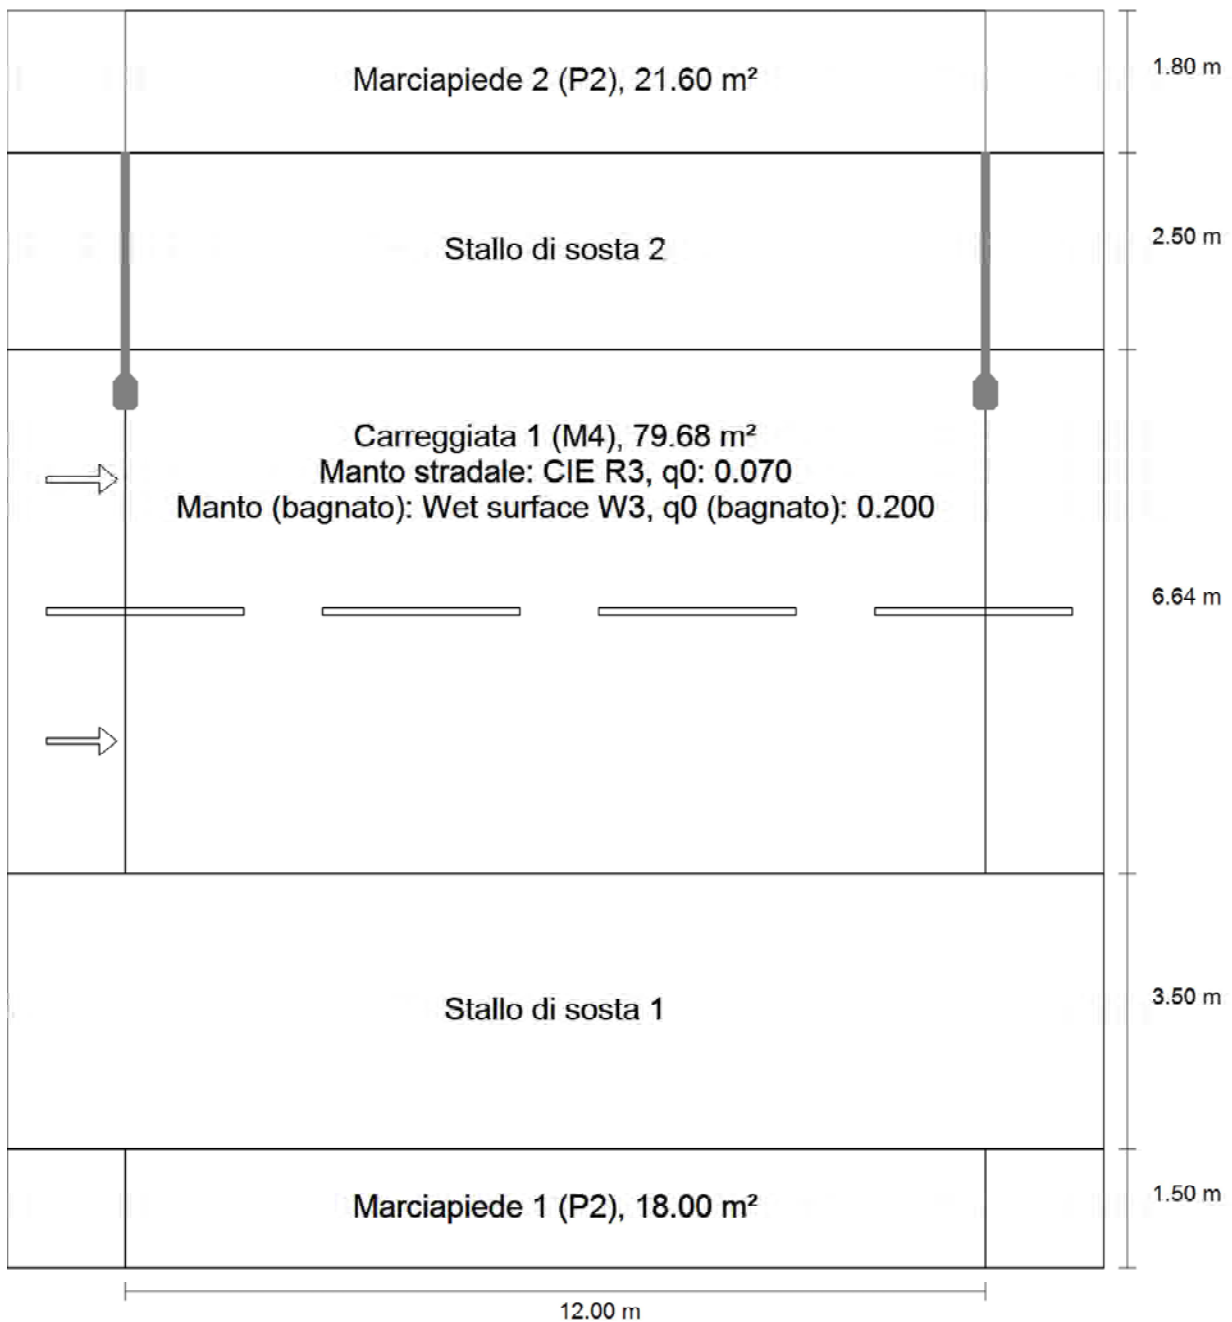 Marciapiede 2 (P2), 21.60 m²
1.80 m
Stallo di sosta 2
2.50 m
Carreggiata 1 (M4), 79.68 m²
Manto stradale: CIE R3, q0: 0.070
Manto (bagnato): Wet surface W3, q0 (bagnato): 0.200
6.64 m
Stallo di sosta 1
3.50 m
Marciapiede 1 (P2), 18.00 m²
1.50 m
12.00 m